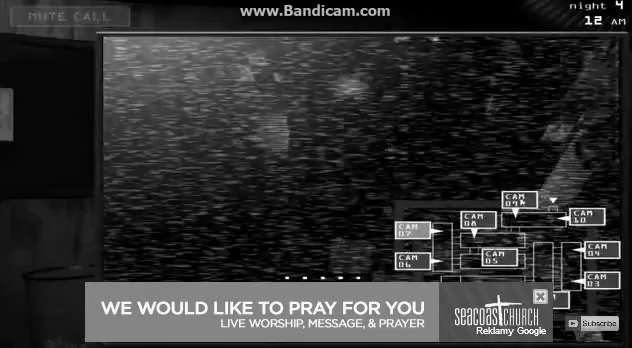 www.Bandicam.com
MUTE CALL
night 4
12 AM
CAM 09
CAM 10
CAM 08
CAM 07
CAM 06
CAM 05
CAM 04
CAM 03
WE WOULD LIKE TO PRAY FOR YOU
LIVE WORSHIP, MESSAGE, & PRAYER
SEACOAST CHURCH
Reklamy Google
Subscribe